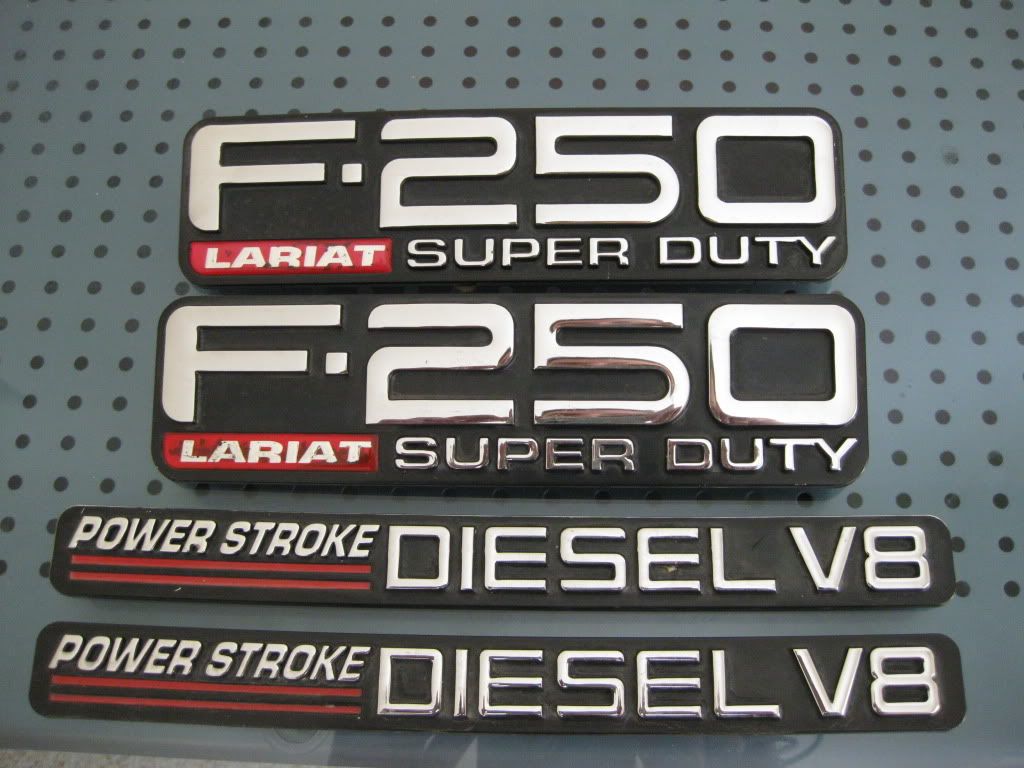 F-250
LARIAT SUPER DUTY
F-250
LARIAT SUPER DUTY
POWER STROKE DIESEL V8
POWER STROKE DIESEL V8